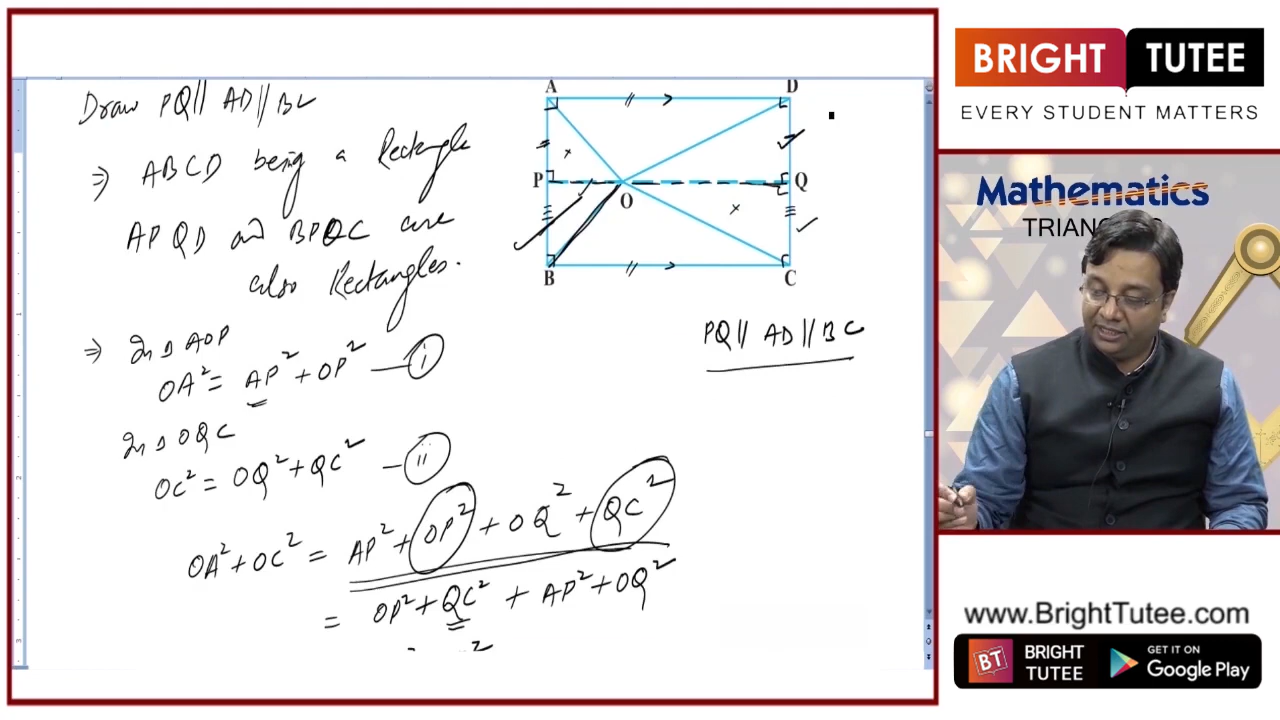 Draw PQ || AD || BC
⇒ ABCD being a Rectangle
APQD and BPQC are
also Rectangles.
⇒ In Δ AOP
OA² = AP² + OP² — (i)
In Δ OQC
OC² = OQ² + QC² — (ii)
OA² + OC² = AP² + OP² + OQ² + QC²
= OP² + QC² + AP² + OQ²
A D
P O Q
B C
PQ || AD || BC
BRIGHT TUTEE
EVERY STUDENT MATTERS
Mathematics
www.BrightTutee.com
BT BRIGHT TUTEE
GET IT ON Google Play